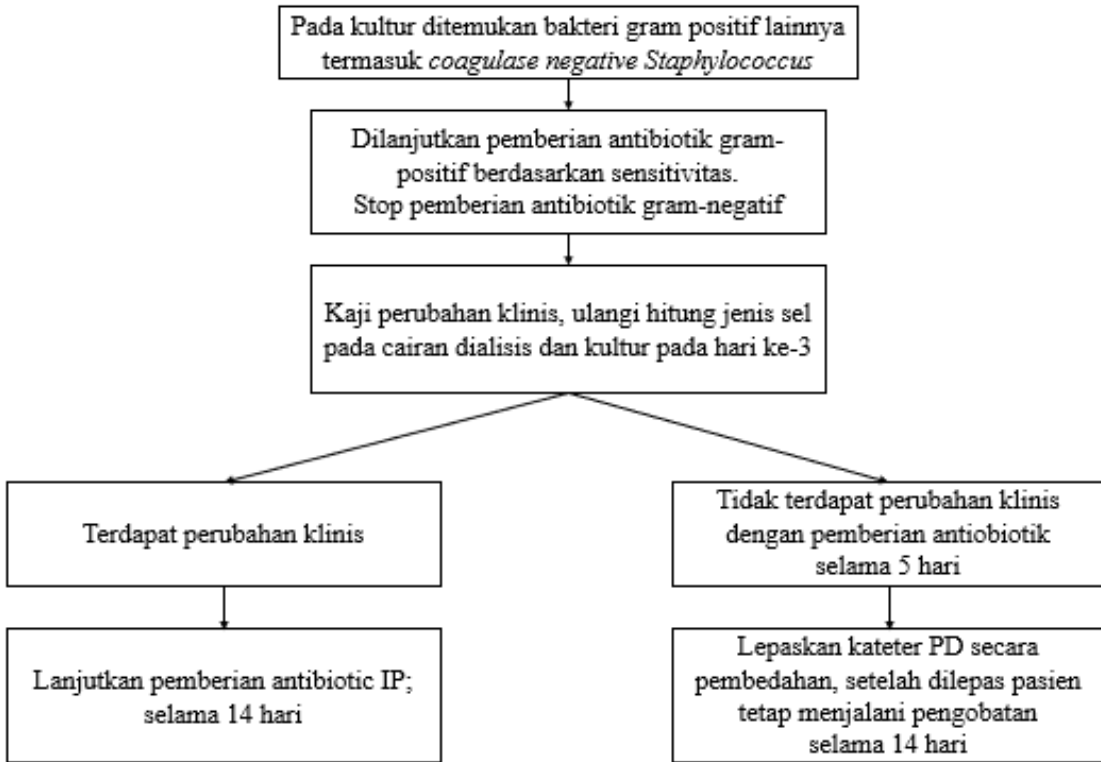 Pada kultur ditemukan bakteri gram positif lainnya
termasuk coagulase negative Staphylococcus
Dilanjutkan pemberian antibiotik gram-
positif berdasarkan sensitivitas.
Stop pemberian antibiotik gram-negatif
Kaji perubahan klinis, ulangi hitung jenis sel
pada cairan dialisis dan kultur pada hari ke-3
Terdapat perubahan klinis
Tidak terdapat perubahan klinis
dengan pemberian antiobiotik
selama 5 hari
Lanjutkan pemberian antibiotic IP;
selama 14 hari
Lepaskan kateter PD secara
pembedahan, setelah dilepas pasien
tetap menjalani pengobatan
selama 14 hari